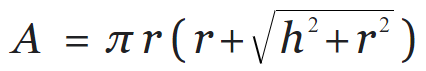 A = πr(r+√(h²+r²))